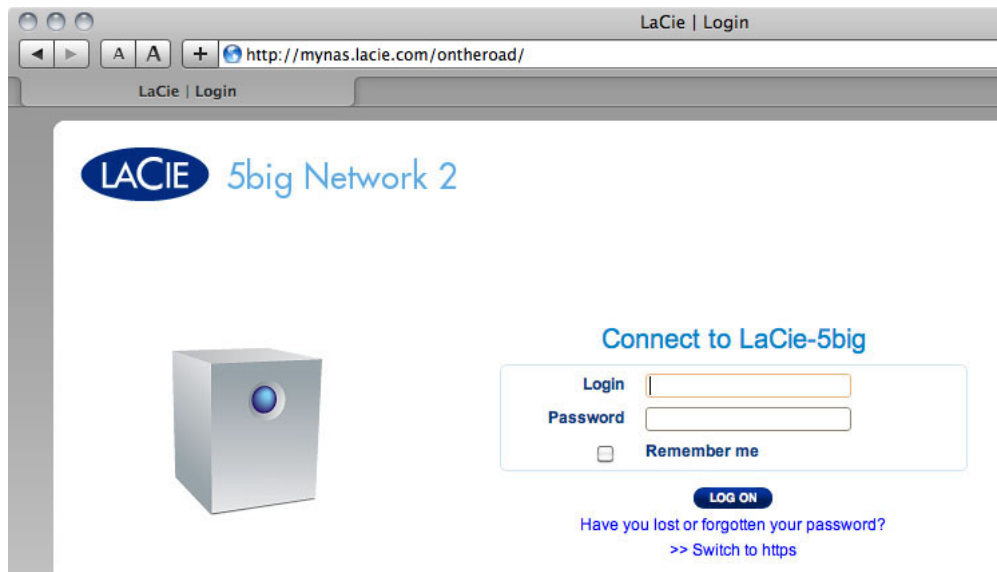 LaCie | Login
A A + http://mynas.lacie.com/ontheroad/
LaCie | Login
LACIE 5big Network 2
Connect to LaCie-5big
Login
Password
Remember me
LOG ON
Have you lost or forgotten your password?
>> Switch to https